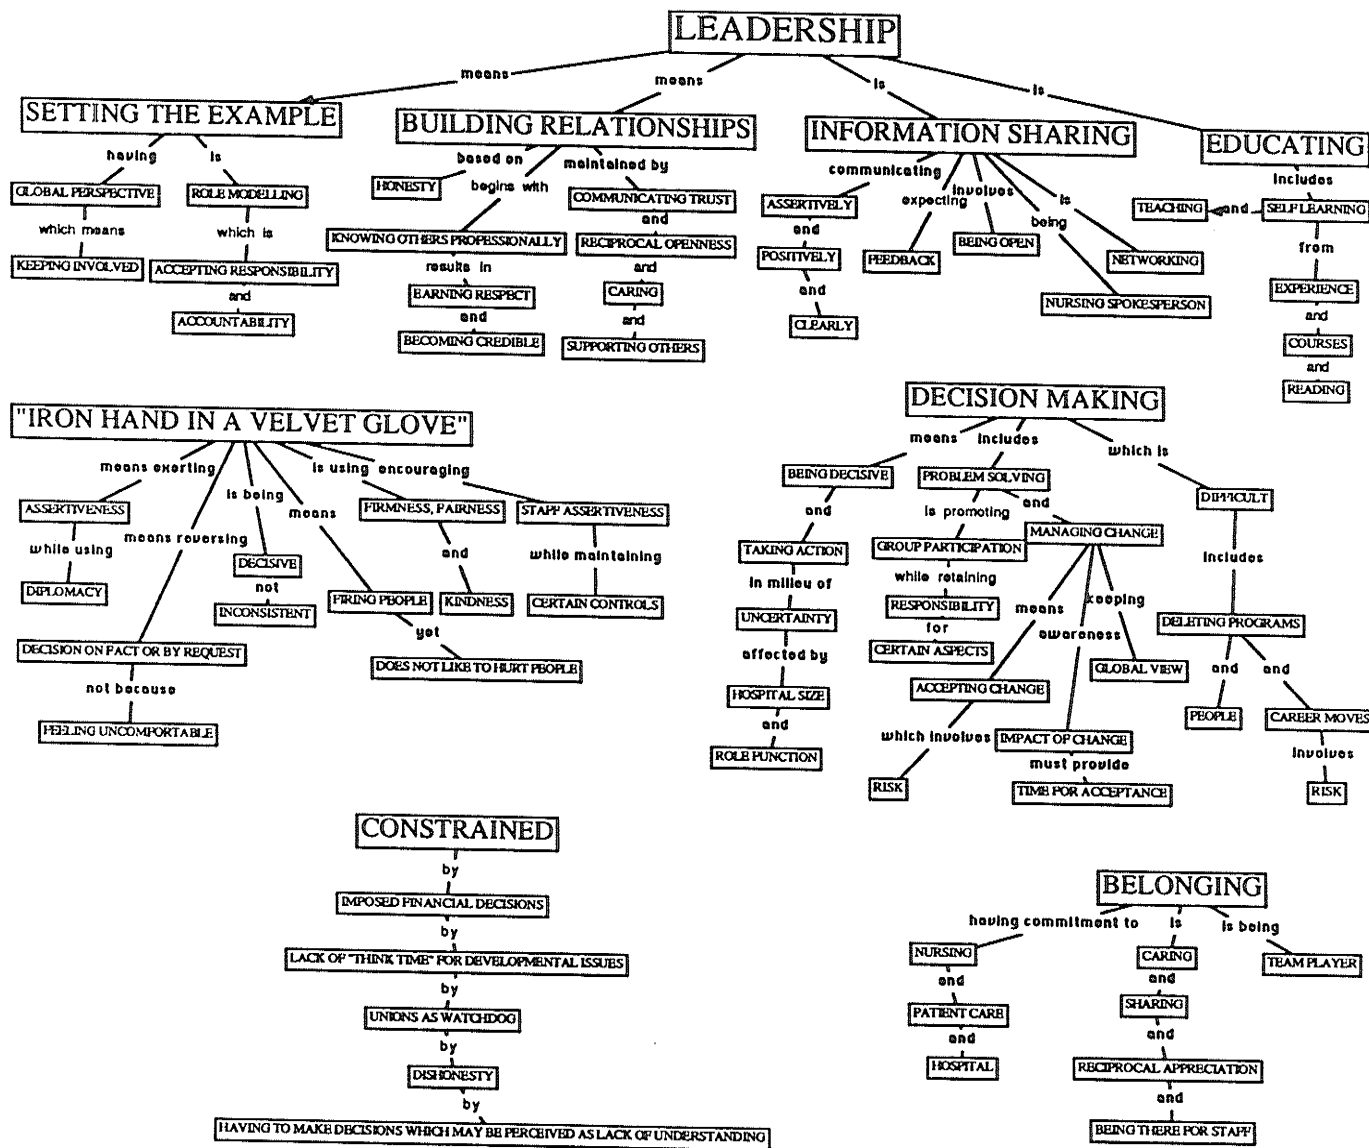 LEADERSHIP
means
means
is
is
SETTING THE EXAMPLE
BUILDING RELATIONSHIPS
INFORMATION SHARING
EDUCATING
having
is
GLOBAL PERSPECTIVE
ROLE MODELLING
which means
which is
KEEPING INVOLVED
ACCEPTING RESPONSIBILITY
and
ACCOUNTABILITY
based on
begins with
maintained by
HONESTY
COMMUNICATING TRUST
and
KNOWING OTHERS PROFESSIONALLY
RECIPROCAL OPENNESS
results in
and
EARNING RESPECT
CARING
and
and
BECOMING CREDIBLE
SUPPORTING OTHERS
communicating
expecting
involves
being
is
ASSERTIVELY
and
POSITIVELY
and
CLEARLY
FEEDBACK
BEING OPEN
NETWORKING
NURSING SPOKESPERSON
includes
TEACHING
and
SELF LEARNING
from
EXPERIENCE
and
COURSES
and
READING
"IRON HAND IN A VELVET GLOVE"
means exerting
means reversing
is being
means
is using
encouraging
ASSERTIVENESS
while using
DIPLOMACY
DECISIVE
not
INCONSISTENT
FIRMNESS, FAIRNESS
and
KINDNESS
STAFF ASSERTIVENESS
while maintaining
CERTAIN CONTROLS
FIRING PEOPLE
yet
DOES NOT LIKE TO HURT PEOPLE
DECISION ON FACT OR BY REQUEST
not because
FEELING UNCOMFORTABLE
DECISION MAKING
means
includes
which is
BEING DECISIVE
and
TAKING ACTION
in milieu of
UNCERTAINTY
affected by
HOSPITAL SIZE
and
ROLE FUNCTION
PROBLEM SOLVING
is promoting
and
GROUP PARTICIPATION
while retaining
RESPONSIBILITY
for
CERTAIN ASPECTS
MANAGING CHANGE
means
awareness
keeping
ACCEPTING CHANGE
which involves
RISK
IMPACT OF CHANGE
must provide
TIME FOR ACCEPTANCE
GLOBAL VIEW
DIFFICULT
includes
DELETING PROGRAMS
and
and
PEOPLE
CAREER MOVES
involves
RISK
CONSTRAINED
by
IMPOSED FINANCIAL DECISIONS
by
LACK OF "THINK TIME" FOR DEVELOPMENTAL ISSUES
by
UNIONS AS WATCHDOG
by
DISHONESTY
by
HAVING TO MAKE DECISIONS WHICH MAY BE PERCEIVED AS LACK OF UNDERSTANDING
BELONGING
having commitment to
is
is being
NURSING
and
PATIENT CARE
and
HOSPITAL
CARING
and
SHARING
and
RECIPROCAL APPRECIATION
and
BEING THERE FOR STAFF
TEAM PLAYER